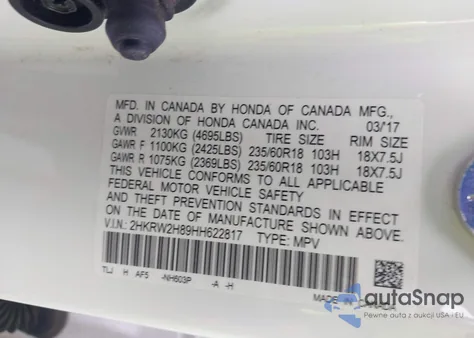 MFD. IN CANADA BY HONDA OF CANADA MFG.,
A DIVISION OF HONDA CANADA INC. 03/17
GVWR 2130KG (4695LBS) TIRE SIZE RIM SIZE
GAWR F 1100KG (2425LBS) 235/60R18 103H 18X7.5J
GAWR R 1075KG (2369LBS) 235/60R18 103H 18X7.5J
THIS VEHICLE CONFORMS TO ALL APPLICABLE
FEDERAL MOTOR VEHICLE SAFETY
AND THEFT PREVENTION STANDARDS IN EFFECT
ON THE DATE OF MANUFACTURE SHOWN ABOVE.
V.I.N.: 2HKRW2H89HH622817 TYPE: MPV
TLJ H AF5 -NH603P -A -H
MADE IN
autaSnap
Pewne z aukcji USA i EU